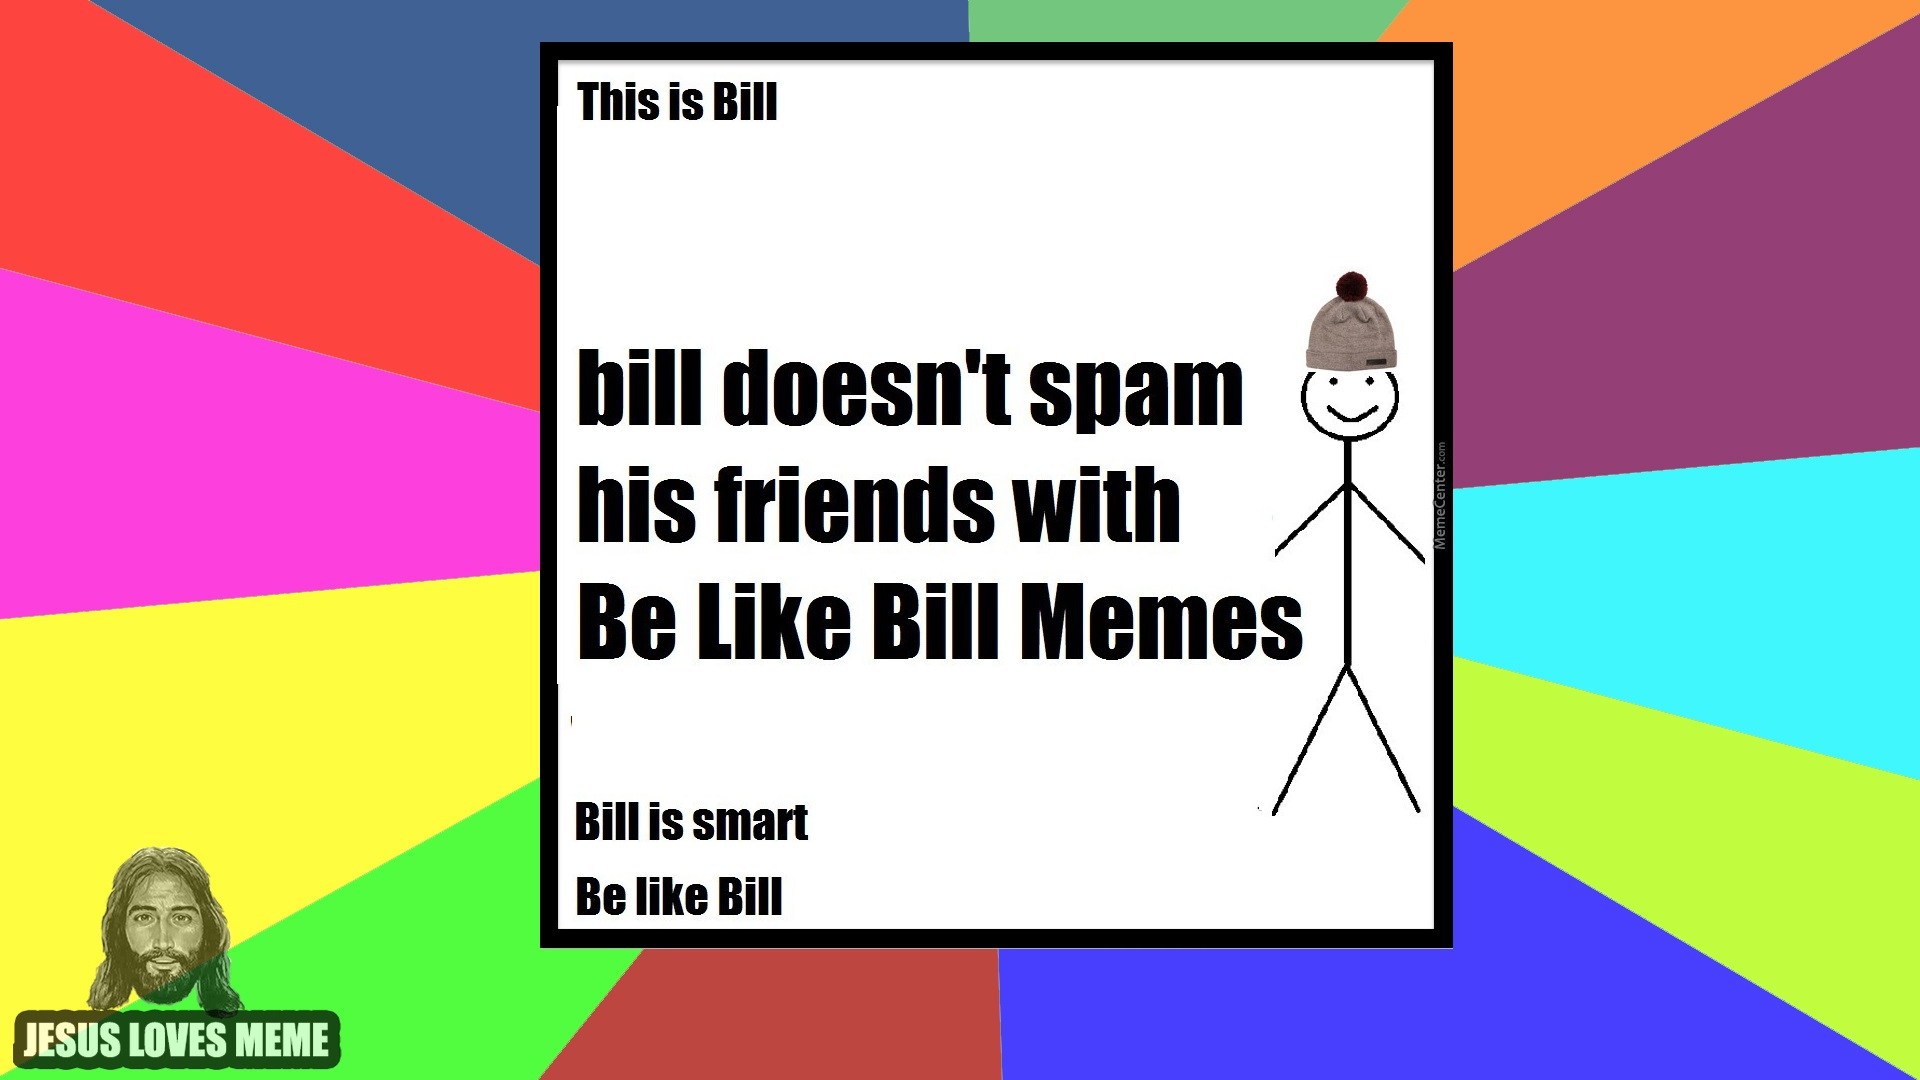 This is Bill
bill doesn't spam
his friends with
Be Like Bill Memes
MemeCenter.com
Bill is smart
Be like Bill
JESUS LOVES MEME